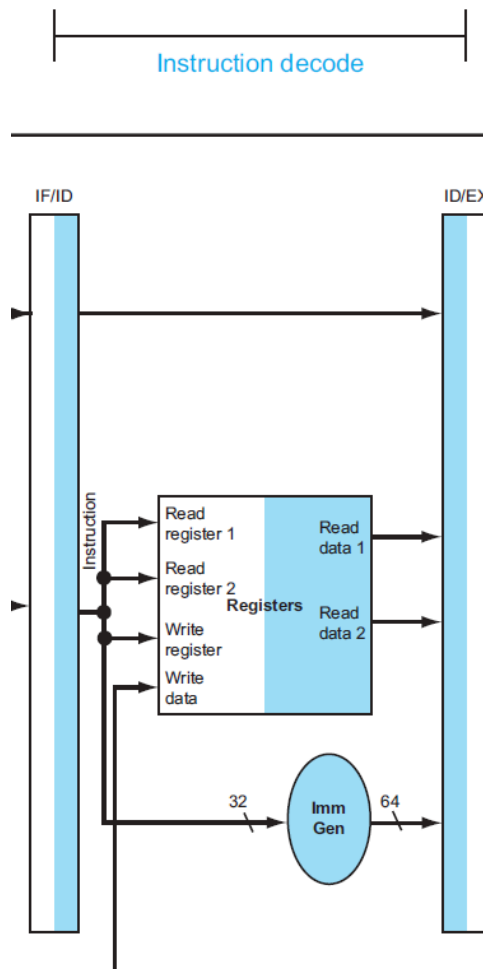 Instruction decode
IF/ID
ID/EX
Instruction
Read
register 1
Read
register 2
Registers
Write
register
Write
data
Read
data 1
Read
data 2
32
Imm
Gen
64